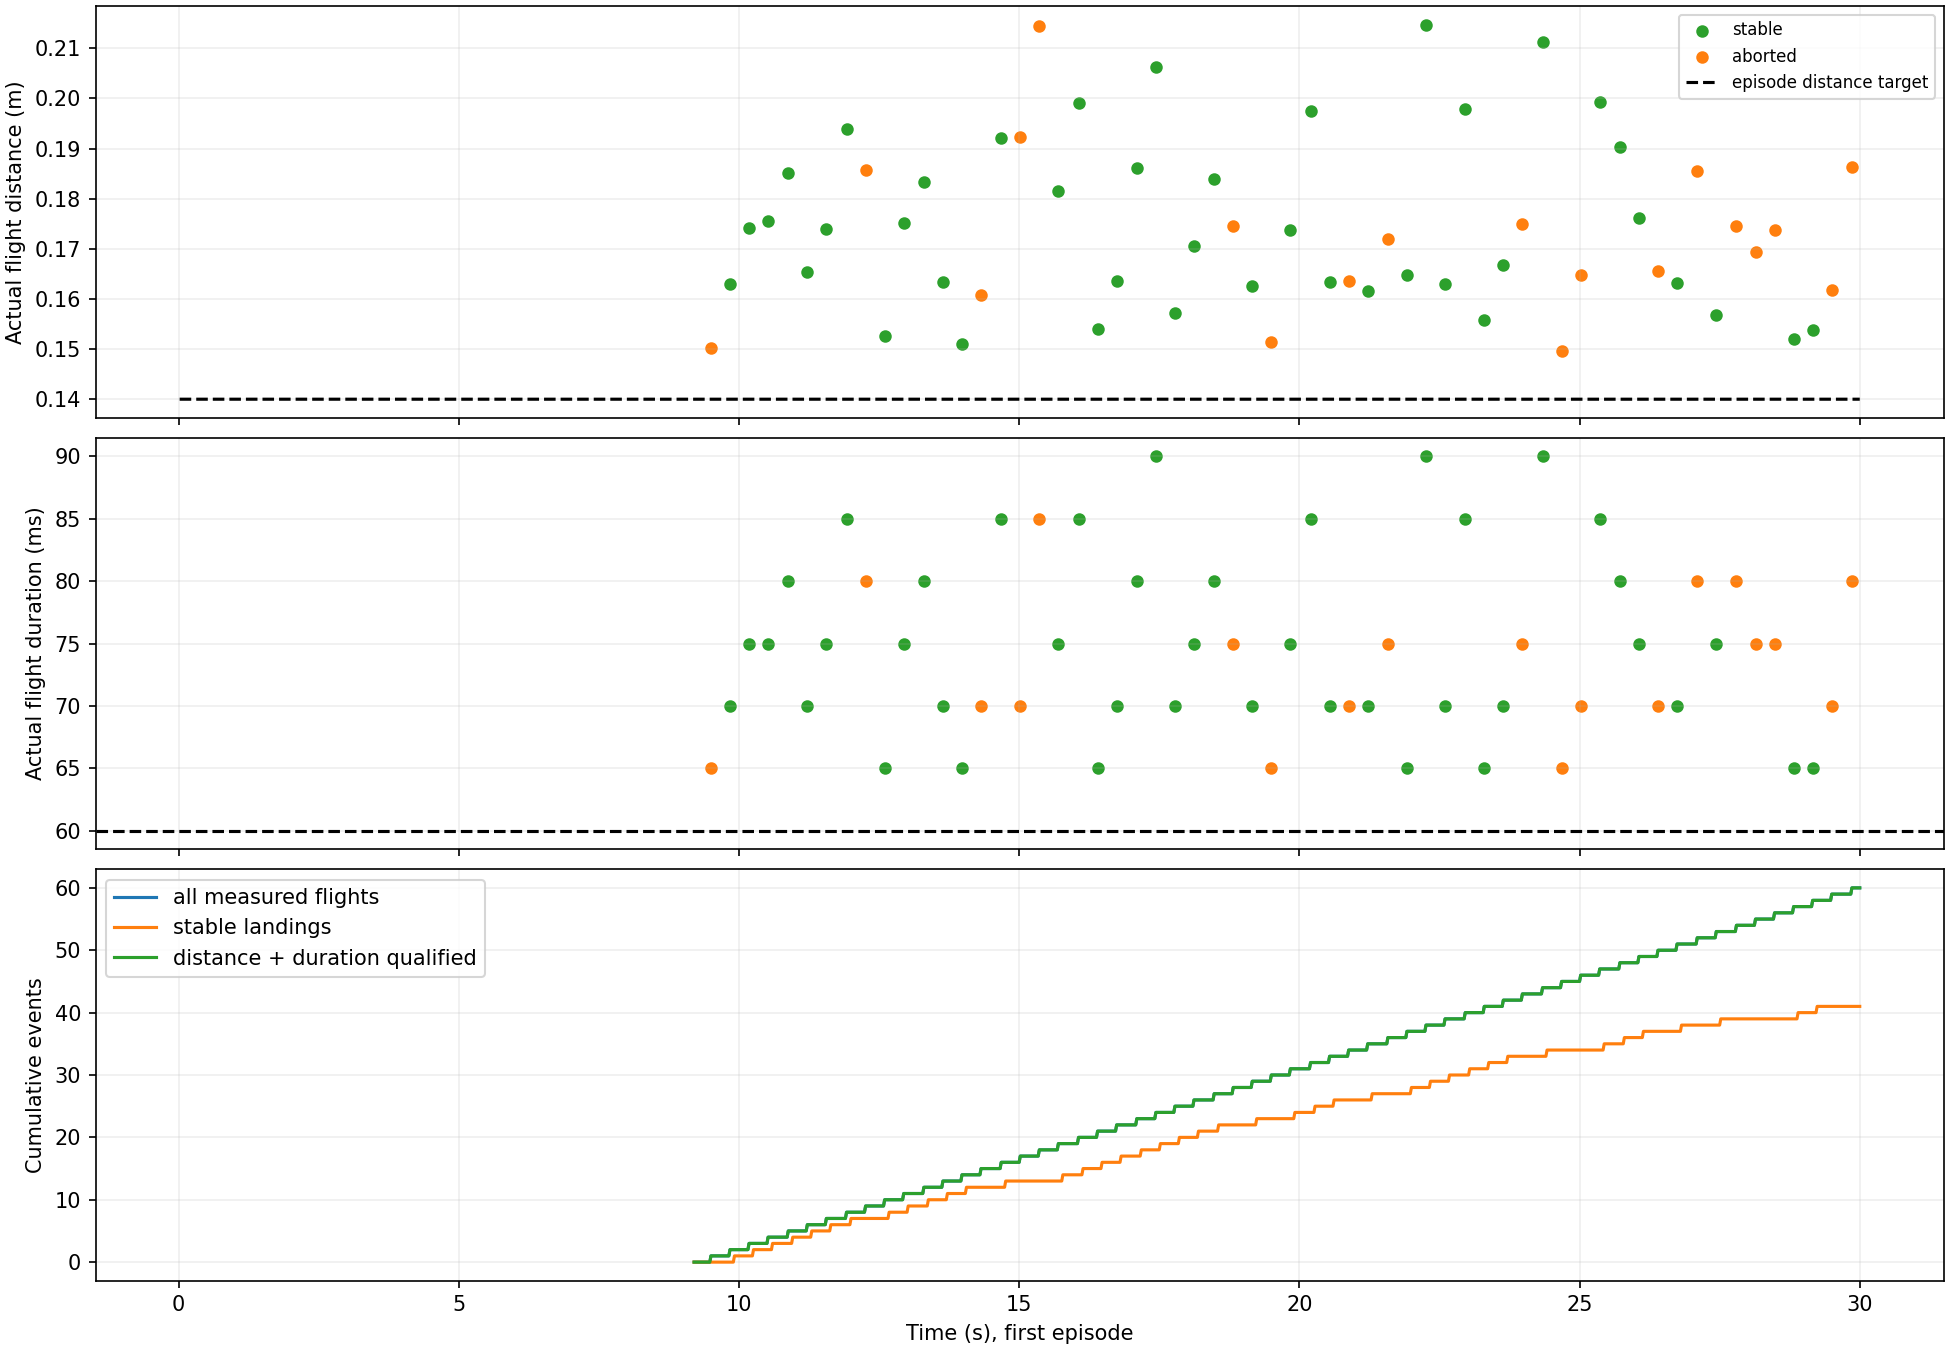 Actual flight distance (m)
0.21
0.20
0.19
0.18
0.17
0.16
0.15
0.14
stable
aborted
episode distance target
Actual flight duration (ms)
90
85
80
75
70
65
60
Cumulative events
60
50
40
30
20
10
0
all measured flights
stable landings
distance + duration qualified
0 5 10 15 20 25 30
Time (s), first episode